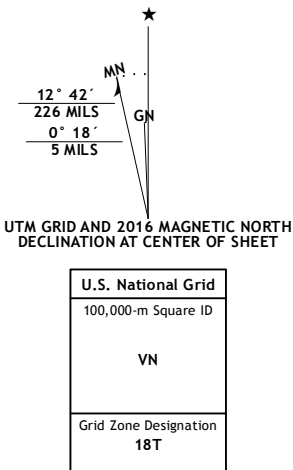 ★
MN
12° 42´
226 MILS
GN
0° 18´
5 MILS
UTM GRID AND 2016 MAGNETIC NORTH
DECLINATION AT CENTER OF SHEET
U.S. National Grid
100,000-m Square ID
VN
Grid Zone Designation
18T